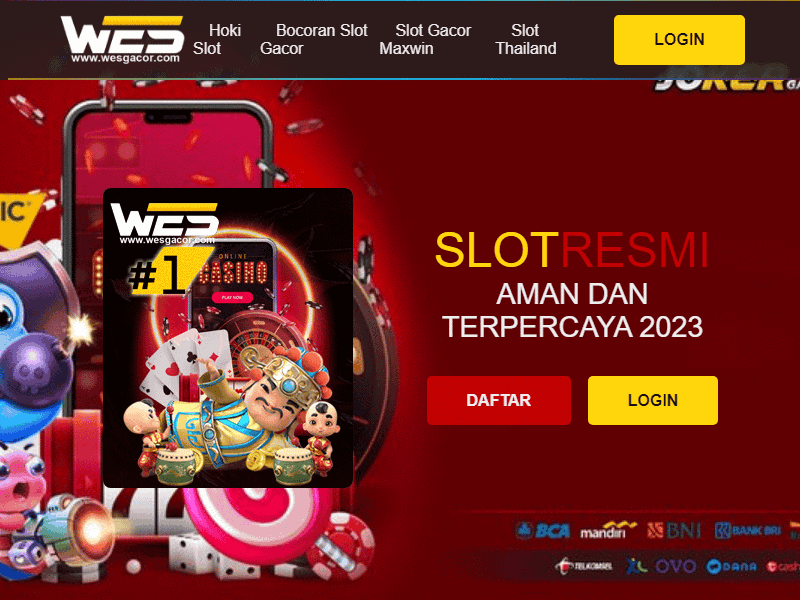 WES
www.wesgacor.com
Hoki Slot
Bocoran Slot Gacor
Slot Gacor Maxwin
Slot Thailand
LOGIN
JOKER
IC
WES
www.wesgacor.com
#1
ONLINE
CASINO
PLAY NOW
SLOTRESMI
AMAN DAN
TERPERCAYA 2023
DAFTAR
LOGIN
BCA mandiri BNI BANK BRI
TELKOMSEL XL OVO DANA